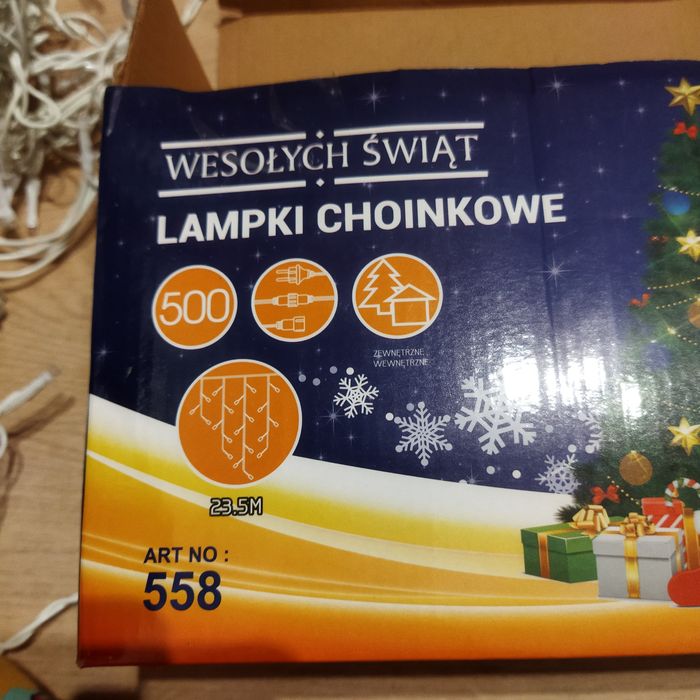 WESOŁYCH ŚWIĄT
LAMPKI CHOINKOWE
500
ZEWNĘTRZNE
WEWNĘTRZNE
23.5M
ART NO :
558